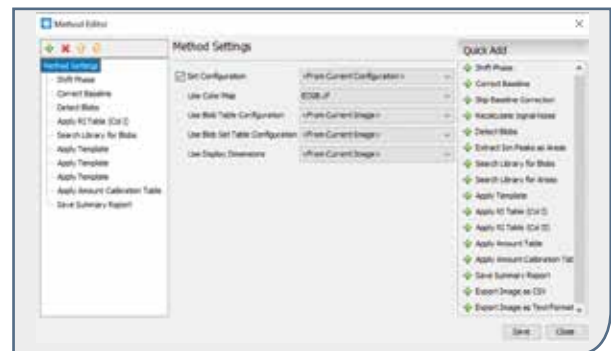 Method Editor
Method Settings
Shift Phase
Correct Baseline
Detect Blobs
Apply RI Table (Col I)
Search Library for Blobs
Apply Template
Apply Template
Apply Template
Apply Amount Calibration Table
Save Summary Report
Method Settings
Set Configuration <From Current Configuration>
Use Color Map
Use Blob Table Configuration <From Current Image>
Use Blob Set Table Configuration <From Current Image>
Use Display Dimensions <From Current Image>
Quick Add
Shift Phase
Correct Baseline
Skip Baseline Correction
Recalculate Signal Noise
Detect Blobs
Extract Ion Peaks as Areas
Search Library for Blobs
Search Library for Areas
Apply Template
Apply RI Table (Col I)
Apply RI Table (Col II)
Apply Amount Table
Apply Amount Calibration Tab
Save Summary Report
Export Image as CSV
Export Image as Text Format
Save Close